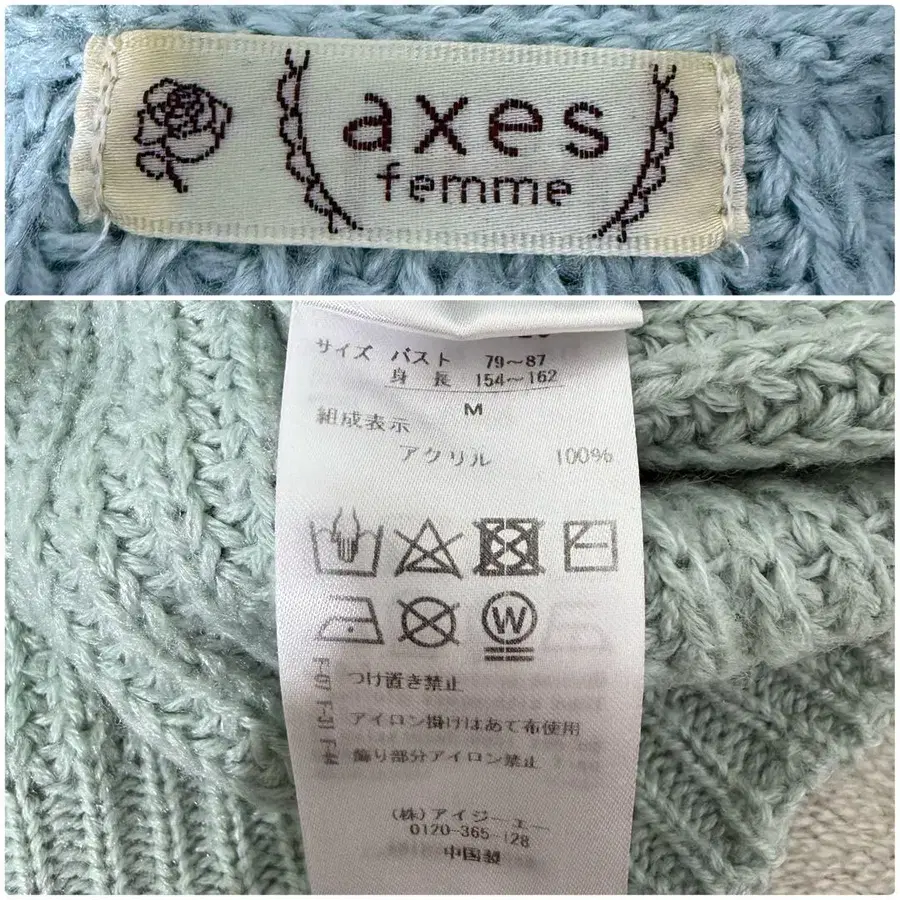 axes
femme
サイズ バスト 79～87
身 長 154～162
M
組成表示
アクリル 100%
W
つけ置き禁止
アイロン掛けはあて布使用
飾り部分アイロン禁止
(株)アイジーエー
0120-365-128
中国製